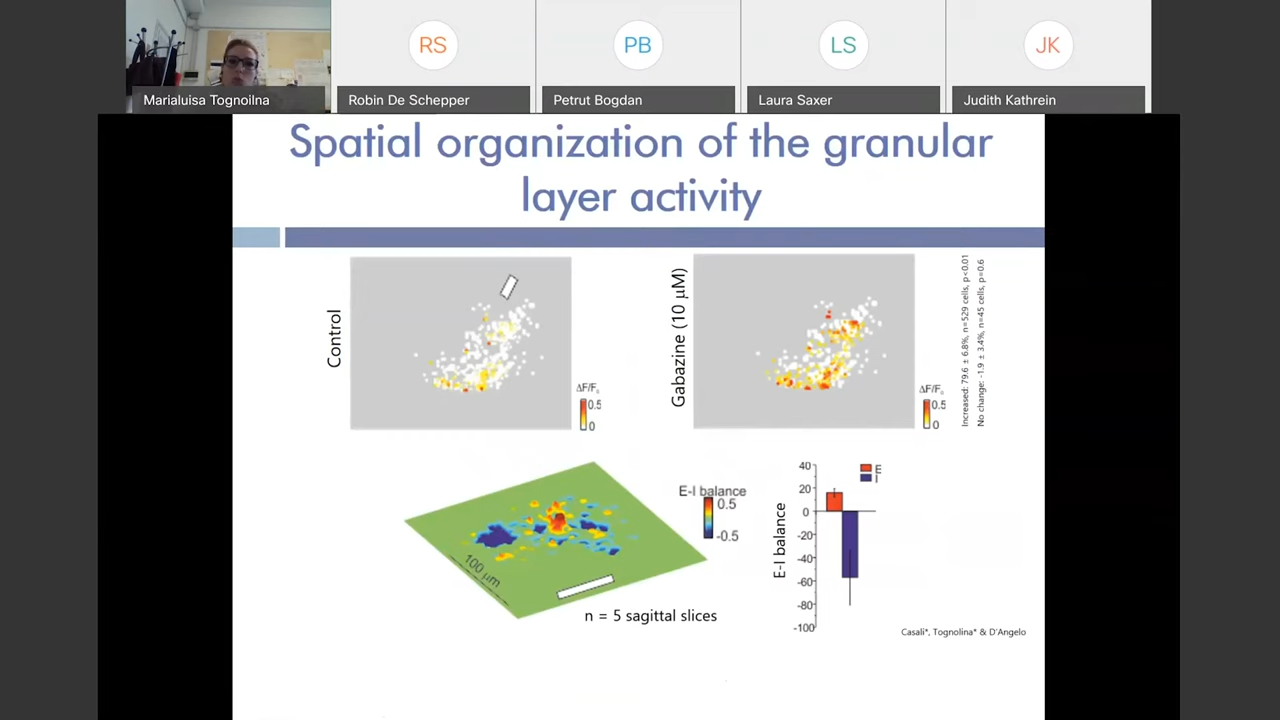 RS
PB
LS
JK
Marialuisa Tognoilna
Robin De Schepper
Petrut Bogdan
Laura Saxer
Judith Kathrein
Spatial organization of the granular
layer activity
Control
ΔF/F₀
0.5
0
Gabazine (10 µM)
ΔF/F₀
0.5
0
Increased: 79.6 ± 6.8%, n=529 cells, p<0.01
No change: -1.9 ± 3.4%, n=45 cells, p=0.6
100 µm
E-I balance
0.5
-0.5
n = 5 sagittal slices
E-I balance
40
20
0
-20
-40
-60
-80
-100
E
I
Casali*, Tognolina* & D'Angelo